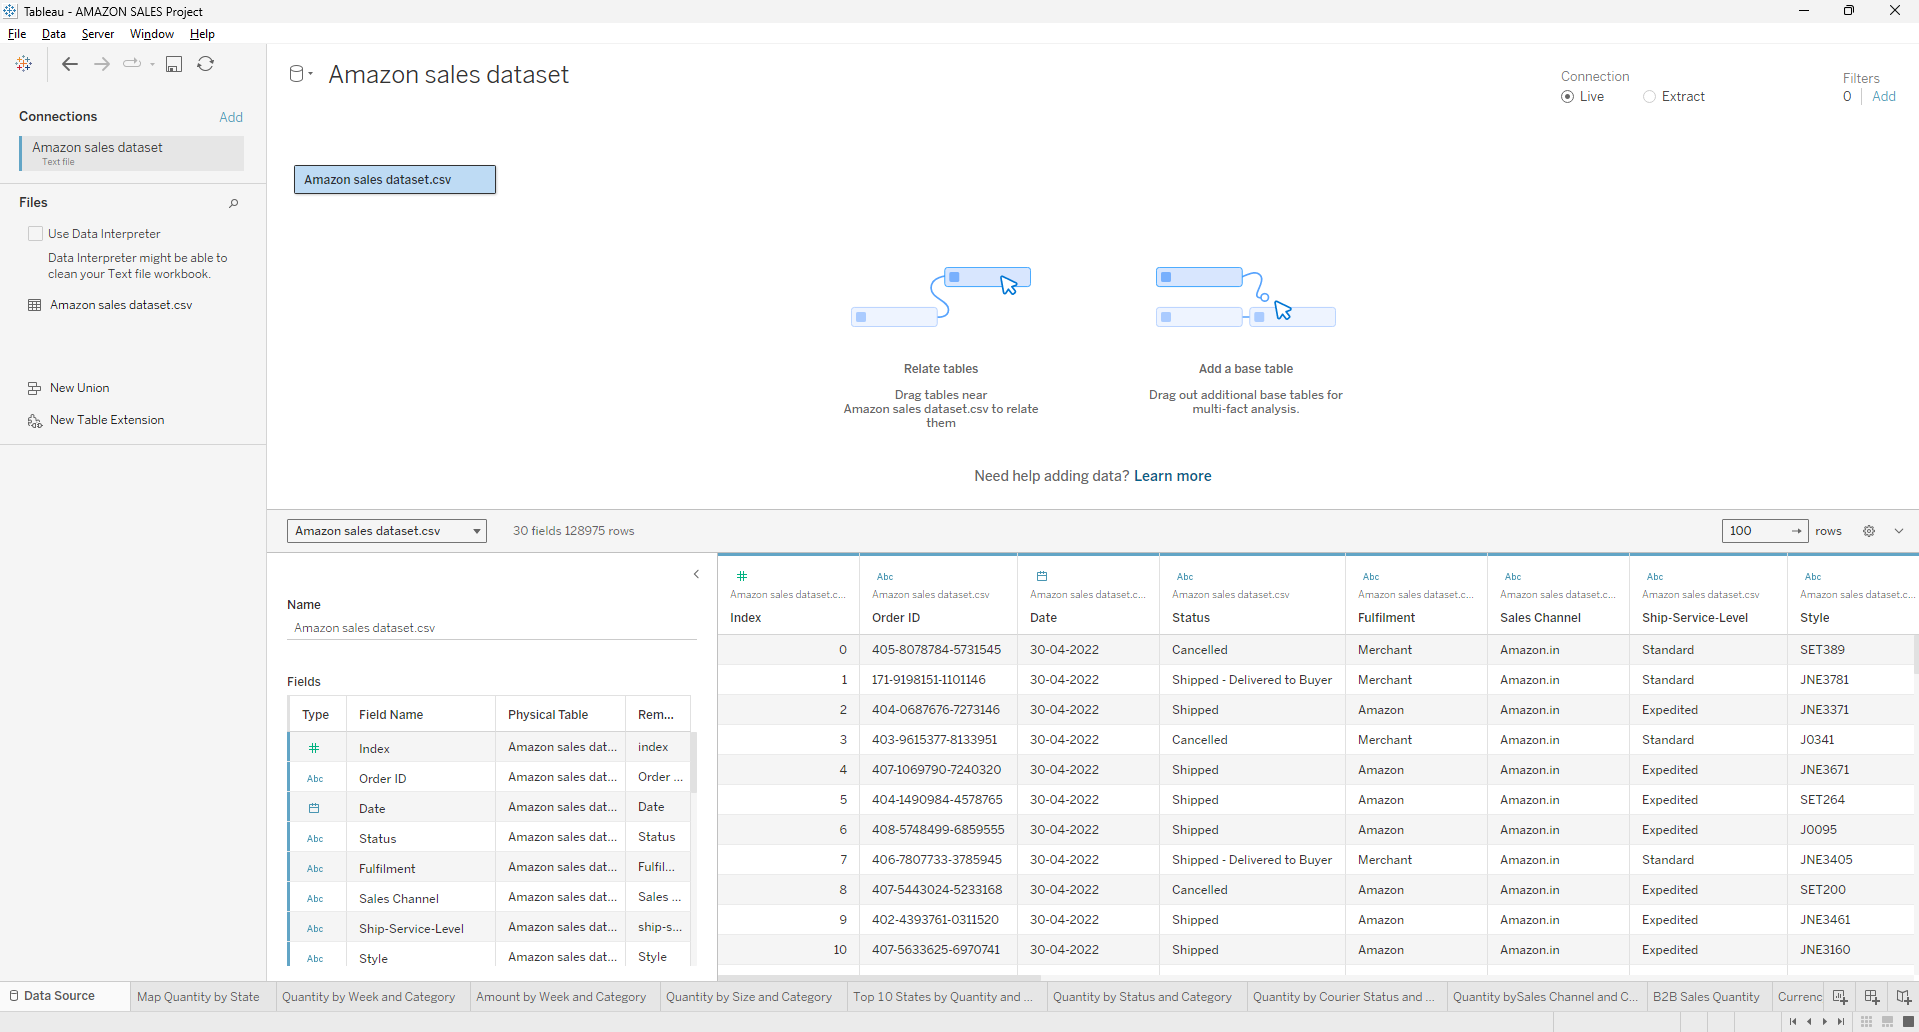 Tableau - AMAZON SALES Project
File Data Server Window Help
Connections Add
Amazon sales dataset
Text file
Files
Use Data Interpreter
Data Interpreter might be able to
clean your Text file workbook.
Amazon sales dataset.csv
New Union
New Table Extension
Amazon sales dataset
Connection
Live Extract
Filters
0 Add
Amazon sales dataset.csv
Relate tables
Drag tables near
Amazon sales dataset.csv to relate
them
Add a base table
Drag out additional base tables for
multi-fact analysis.
Need help adding data? Learn more
Amazon sales dataset.csv 30 fields 128975 rows 100 rows
Name
Amazon sales dataset.csv
Fields
Type Field Name Physical Table Rem...
Index Amazon sales dat... index
Abc Order ID Amazon sales dat... Order ...
Date Amazon sales dat... Date
Abc Status Amazon sales dat... Status
Abc Fulfilment Amazon sales dat... Fulfil...
Abc Sales Channel Amazon sales dat... Sales ...
Abc Ship-Service-Level Amazon sales dat... ship-s...
Abc Style Amazon sales dat... Style
# Abc Abc Abc Abc Abc Abc
Amazon sales dataset.c... Amazon sales dataset.csv Amazon sales dataset.c... Amazon sales dataset.csv Amazon sales dataset.c... Amazon sales dataset.c... Amazon sales dataset.csv Amazon sales dataset.c...
Index Order ID Date Status Fulfilment Sales Channel Ship-Service-Level Style
0 405-8078784-5731545 30-04-2022 Cancelled Merchant Amazon.in Standard SET389
1 171-9198151-1101146 30-04-2022 Shipped - Delivered to Buyer Merchant Amazon.in Standard JNE3781
2 404-0687676-7273146 30-04-2022 Shipped Amazon Amazon.in Expedited JNE3371
3 403-9615377-8133951 30-04-2022 Cancelled Merchant Amazon.in Standard J0341
4 407-1069790-7240320 30-04-2022 Shipped Amazon Amazon.in Expedited JNE3671
5 404-1490984-4578765 30-04-2022 Shipped Amazon Amazon.in Expedited SET264
6 408-5748499-6859555 30-04-2022 Shipped Amazon Amazon.in Expedited J0095
7 406-7807733-3785945 30-04-2022 Shipped - Delivered to Buyer Merchant Amazon.in Standard JNE3405
8 407-5443024-5233168 30-04-2022 Cancelled Amazon Amazon.in Expedited SET200
9 402-4393761-0311520 30-04-2022 Shipped Amazon Amazon.in Expedited JNE3461
10 407-5633625-6970741 30-04-2022 Shipped Amazon Amazon.in Expedited JNE3160
Data Source Map Quantity by State Quantity by Week and Category Amount by Week and Category Quantity by Size and Category Top 10 States by Quantity and ... Quantity by Status and Category Quantity by Courier Status and ... Quantity bySales Channel and C... B2B Sales Quantity Currenc